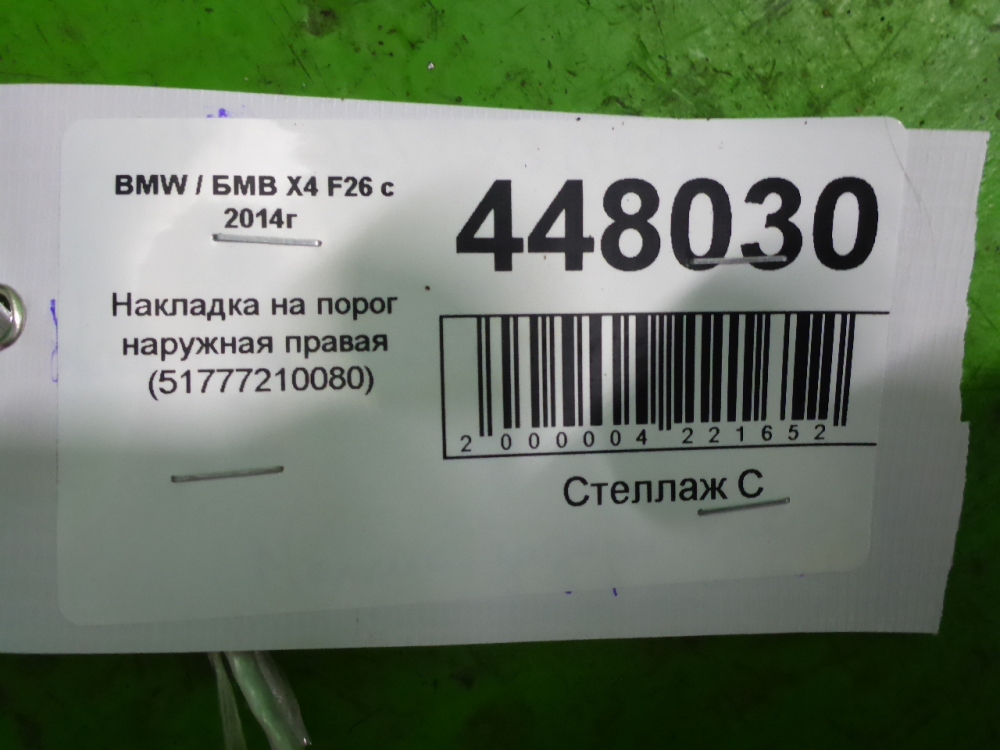 BMW / БМВ X4 F26 с
2014г
Накладка на порог
наружная правая
(51777210080)
448030
2 000004 221652
Стеллаж С